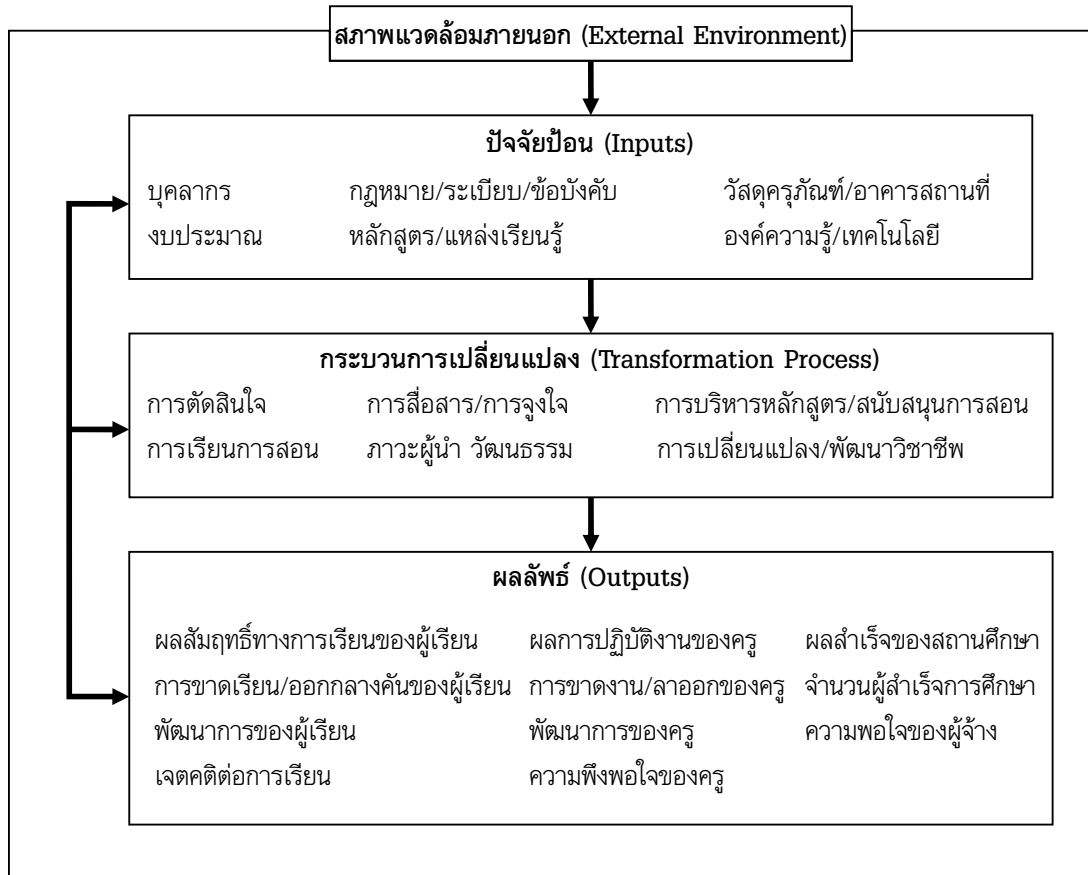 สภาพแวดล้อมภายนอก (External Environment)
ปัจจัยป้อน (Inputs)
บุคลากร กฎหมาย/ระเบียบ/ข้อบังคับ วัสดุครุภัณฑ์/อาคารสถานที่
งบประมาณ หลักสูตร/แหล่งเรียนรู้ องค์ความรู้/เทคโนโลยี
กระบวนการเปลี่ยนแปลง (Transformation Process)
การตัดสินใจ การสื่อสาร/การจูงใจ การบริหารหลักสูตร/สนับสนุนการสอน
การเรียนการสอน ภาวะผู้นำ วัฒนธรรม การเปลี่ยนแปลง/พัฒนาวิชาชีพ
ผลลัพธ์ (Outputs)
ผลสัมฤทธิ์ทางการเรียนของผู้เรียน ผลการปฏิบัติงานของครู ผลสำเร็จของสถานศึกษา
การขาดเรียน/ออกกลางคันของผู้เรียน การขาดงาน/ลาออกของครู จำนวนผู้สำเร็จการศึกษา
พัฒนาการของผู้เรียน พัฒนาการของครู ความพอใจของผู้จ้าง
เจตคติต่อการเรียน ความพึงพอใจของครู